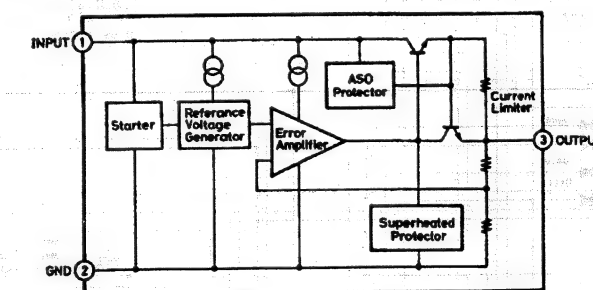 INPUT 1
ASO
Protector
Current
Limiter
Starter
Referance
Voltage
Generator
Error
Amplifier
3 OUTPU
Superheated
Protector
GND 2